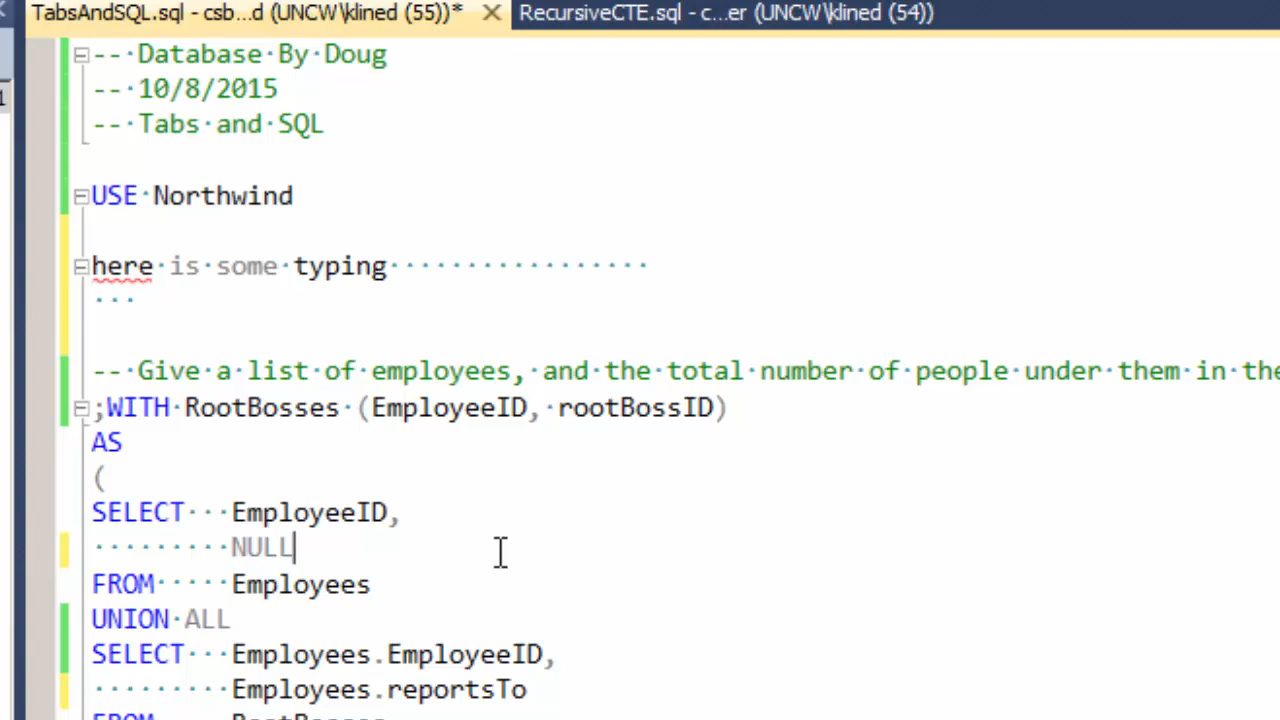 TabsAndSQL.sql - csb...d (UNCW\klined (55))* RecursiveCTE.sql - c...er (UNCW\klined (54))
-- Database By Doug
-- 10/8/2015
1
-- Tabs and SQL
USE Northwind
here is some typing
-- Give a list of employees, and the total number of people under them in the
;WITH RootBosses (EmployeeID, rootBossID)
AS
(
SELECT   EmployeeID,
         NULL
FROM     Employees
UNION ALL
SELECT   Employees.EmployeeID,
         Employees.reportsTo
FROM     RootBosses